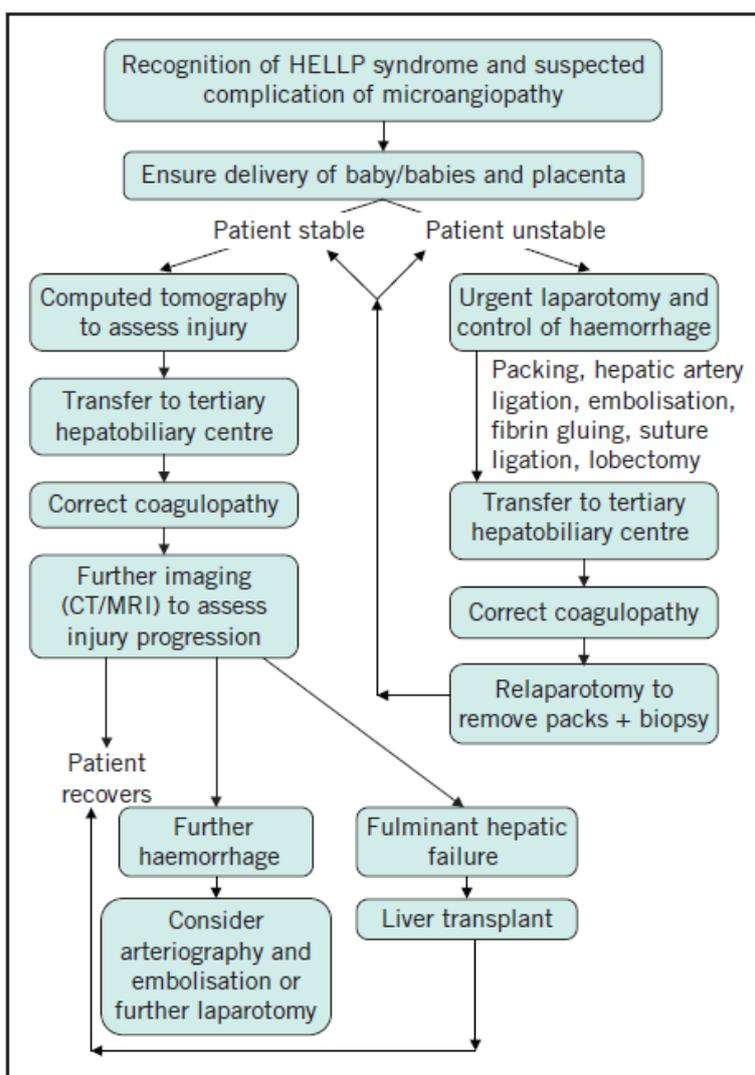 Recognition of HELLP syndrome and suspected
complication of microangiopathy
Ensure delivery of baby/babies and placenta
Patient stable
Patient unstable
Computed tomography
to assess injury
Transfer to tertiary
hepatobiliary centre
Correct coagulopathy
Further imaging
(CT/MRI) to assess
injury progression
Urgent laparotomy and
control of haemorrhage
Packing, hepatic artery
ligation, embolisation,
fibrin gluing, suture
ligation, lobectomy
Transfer to tertiary
hepatobiliary centre
Correct coagulopathy
Relaparotomy to
remove packs + biopsy
Patient
recovers
Further
haemorrhage
Consider
arteriography and
embolisation or
further laparotomy
Fulminant hepatic
failure
Liver transplant